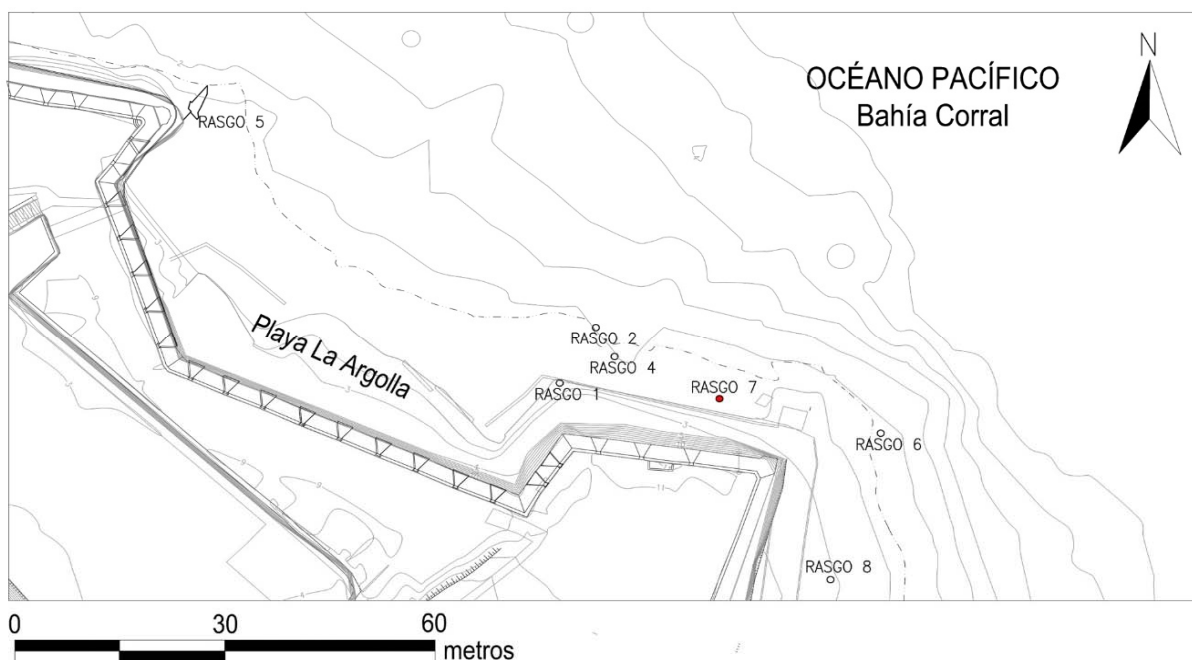 OCÉANO PACÍFICO
Bahía Corral
N
RASGO 5
Playa La Argolla
RASGO 2
RASGO 4
RASGO 1
RASGO 7
RASGO 6
RASGO 8
0 30 60
metros